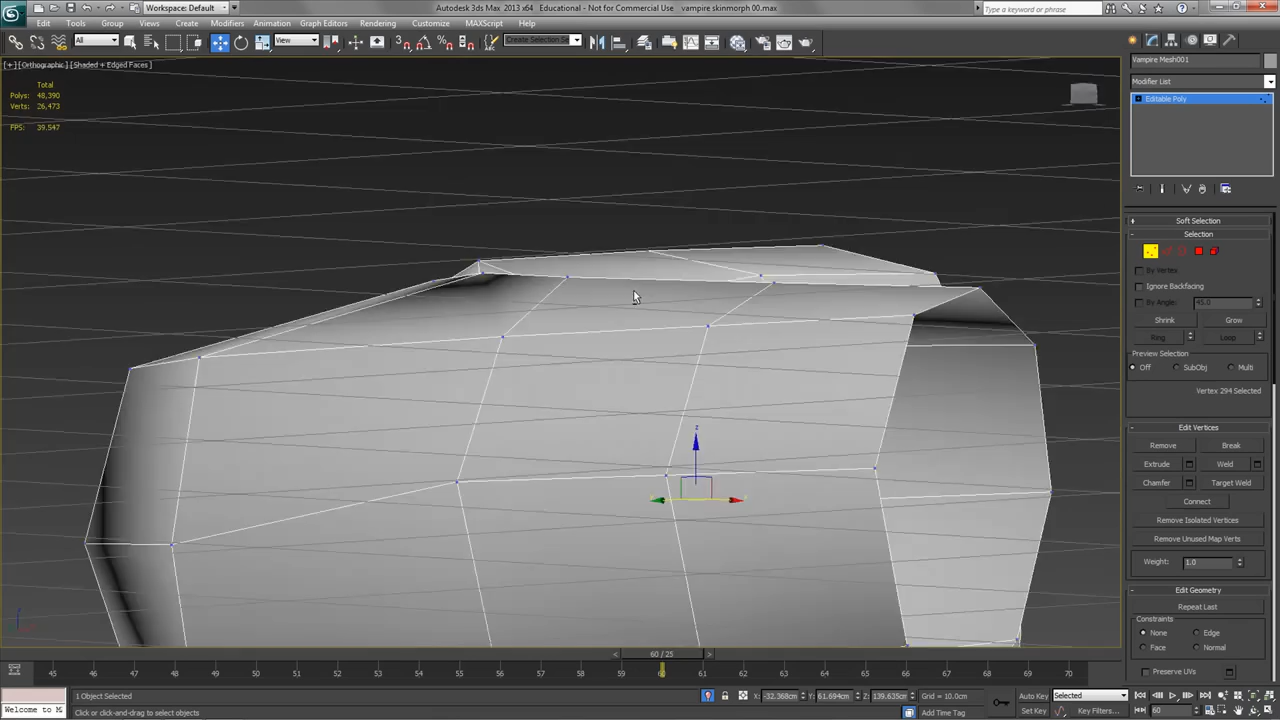 Workspace: Default
Autodesk 3ds Max 2013 x64 Educational - Not for Commercial Use vampire skinmorph 00.max
Type a keyword or phrase
Edit Tools Group Views Create Modifiers Animation Graph Editors Rendering Customize MAXScript Help
All View Create Selection Se
[+] [Orthographic] [Shaded + Edged Faces]
Total
Polys: 48,390
Verts: 26,473
FPS: 39.547
Vampire Mesh001
Modifier List
Editable Poly
Soft Selection
Selection
By Vertex
Ignore Backfacing
By Angle: 45.0
Shrink Grow
Ring Loop
Preview Selection
Off SubObj Multi
Vertex 294 Selected
Edit Vertices
Remove Break
Extrude Weld
Chamfer Target Weld
Connect
Remove Isolated Vertices
Remove Unused Map Verts
Weight: 1.0
Edit Geometry
Repeat Last
Constraints
None Edge
Face Normal
Preserve UVs
z
< 60 / 25 >
45 46 47 48 49 50 51 52 53 54 55 56 57 58 59 60 61 62 63 64 65 66 67 68 69 70
1 Object Selected X: -32.368cm Y: 61.694cm Z: 139.635cm Grid = 10.0cm Auto Key Selected
Welcome to M Click or click-and-drag to select objects Add Time Tag Set Key Key Filters... 60